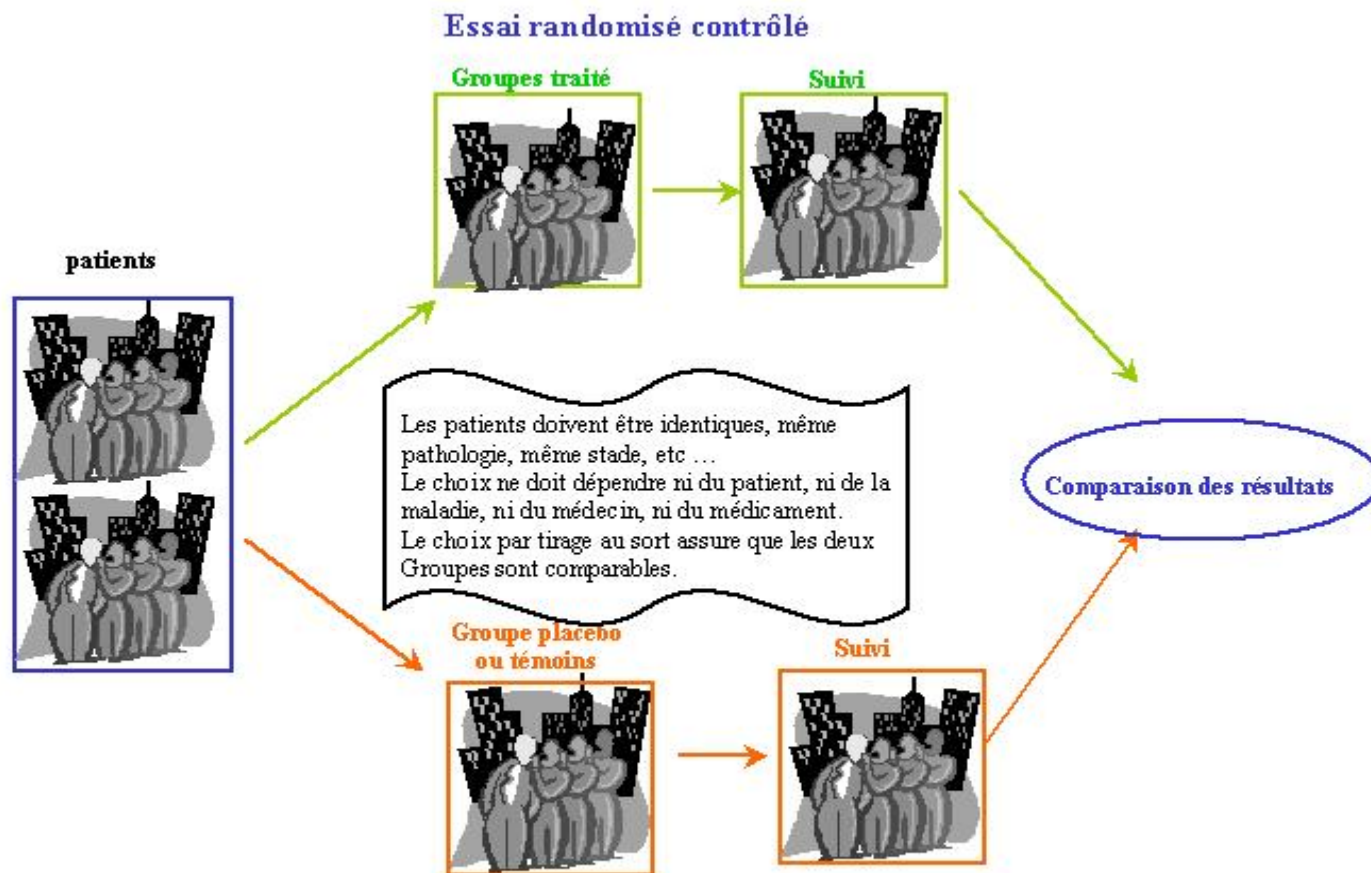 Essai randomisé contrôlé
Groupes traité
Suivi
patients
Les patients doivent être identiques, même
pathologie, même stade, etc …
Le choix ne doit dépendre ni du patient, ni de la
maladie, ni du médecin, ni du médicament.
Le choix par tirage au sort assure que les deux
Groupes sont comparables.
Comparaison des résultats
Groupe placebo
ou témoins
Suivi